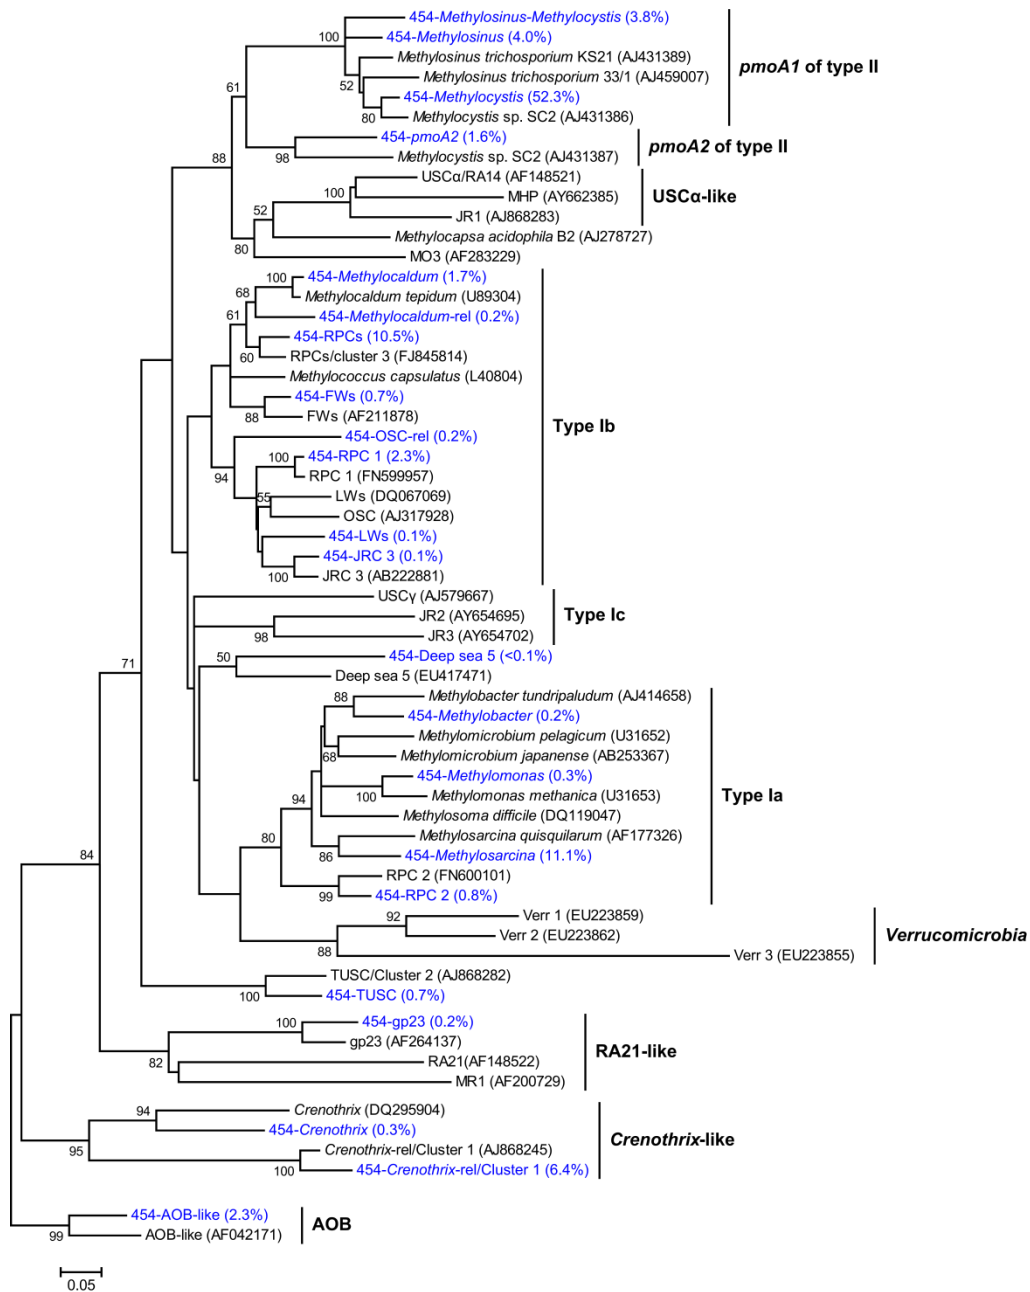 454-Methylosinus-Methylocystis (3.8%)
100
454-Methylosinus (4.0%)
Methylosinus trichosporium KS21 (AJ431389)
pmoA1 of type II
Methylosinus trichosporium 33/1 (AJ459007)
52
61
454-Methylocystis (52.3%)
80
Methylocystis sp. SC2 (AJ431386)
454-pmoA2 (1.6%)
pmoA2 of type II
88
98
Methylocystis sp. SC2 (AJ431387)
USCα/RA14 (AF148521)
100
MHP (AY662385)
USCα-like
52
JR1 (AJ868283)
Methylocapsa acidophila B2 (AJ278727)
80
MO3 (AF283229)
100
454-Methylocaldum (1.7%)
68
Methylocaldum tepidum (U89304)
61
454-Methylocaldum-rel (0.2%)
454-RPCs (10.5%)
60
RPCs/cluster 3 (FJ845814)
Methylococcus capsulatus (L40804)
454-FWs (0.7%)
88
FWs (AF211878)
Type Ib
454-OSC-rel (0.2%)
100
454-RPC 1 (2.3%)
94
RPC 1 (FN599957)
55
LWs (DQ067069)
OSC (AJ317928)
454-LWs (0.1%)
454-JRC 3 (0.1%)
100
JRC 3 (AB222881)
USCγ (AJ579667)
JR2 (AY654695)
Type Ic
98
JR3 (AY654702)
71
50
454-Deep sea 5 (<0.1%)
Deep sea 5 (EU417471)
88
Methylobacter tundripaludum (AJ414658)
454-Methylobacter (0.2%)
Methylomicrobium pelagicum (U31652)
68
Methylomicrobium japanense (AB253367)
454-Methylomonas (0.3%)
94
100
Methylomonas methanica (U31653)
Type Ia
Methylosoma difficile (DQ119047)
80
Methylosarcina quisquilarum (AF177326)
84
86
454-Methylosarcina (11.1%)
RPC 2 (FN600101)
99
454-RPC 2 (0.8%)
92
Verr 1 (EU223859)
Verr 2 (EU223862)
Verrucomicrobia
88
Verr 3 (EU223855)
TUSC/Cluster 2 (AJ868282)
100
454-TUSC (0.7%)
100
454-gp23 (0.2%)
gp23 (AF264137)
RA21-like
82
RA21(AF148522)
MR1 (AF200729)
94
Crenothrix (DQ295904)
454-Crenothrix (0.3%)
Crenothrix-like
95
Crenothrix-rel/Cluster 1 (AJ868245)
100
454-Crenothrix-rel/Cluster 1 (6.4%)
454-AOB-like (2.3%)
AOB
99
AOB-like (AF042171)
0.05